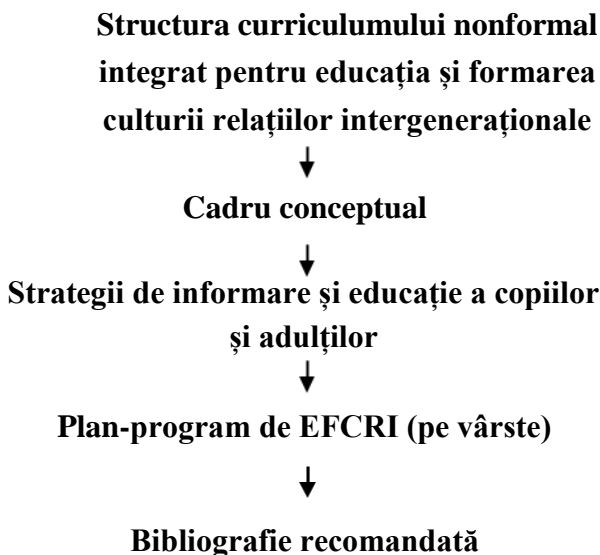 Structura curriculumului nonformal
integrat pentru educația și formarea
culturii relațiilor intergeneraționale
Cadru conceptual
Strategii de informare și educație a copiilor
și adulților
Plan-program de EFCRI (pe vârste)
Bibliografie recomandată